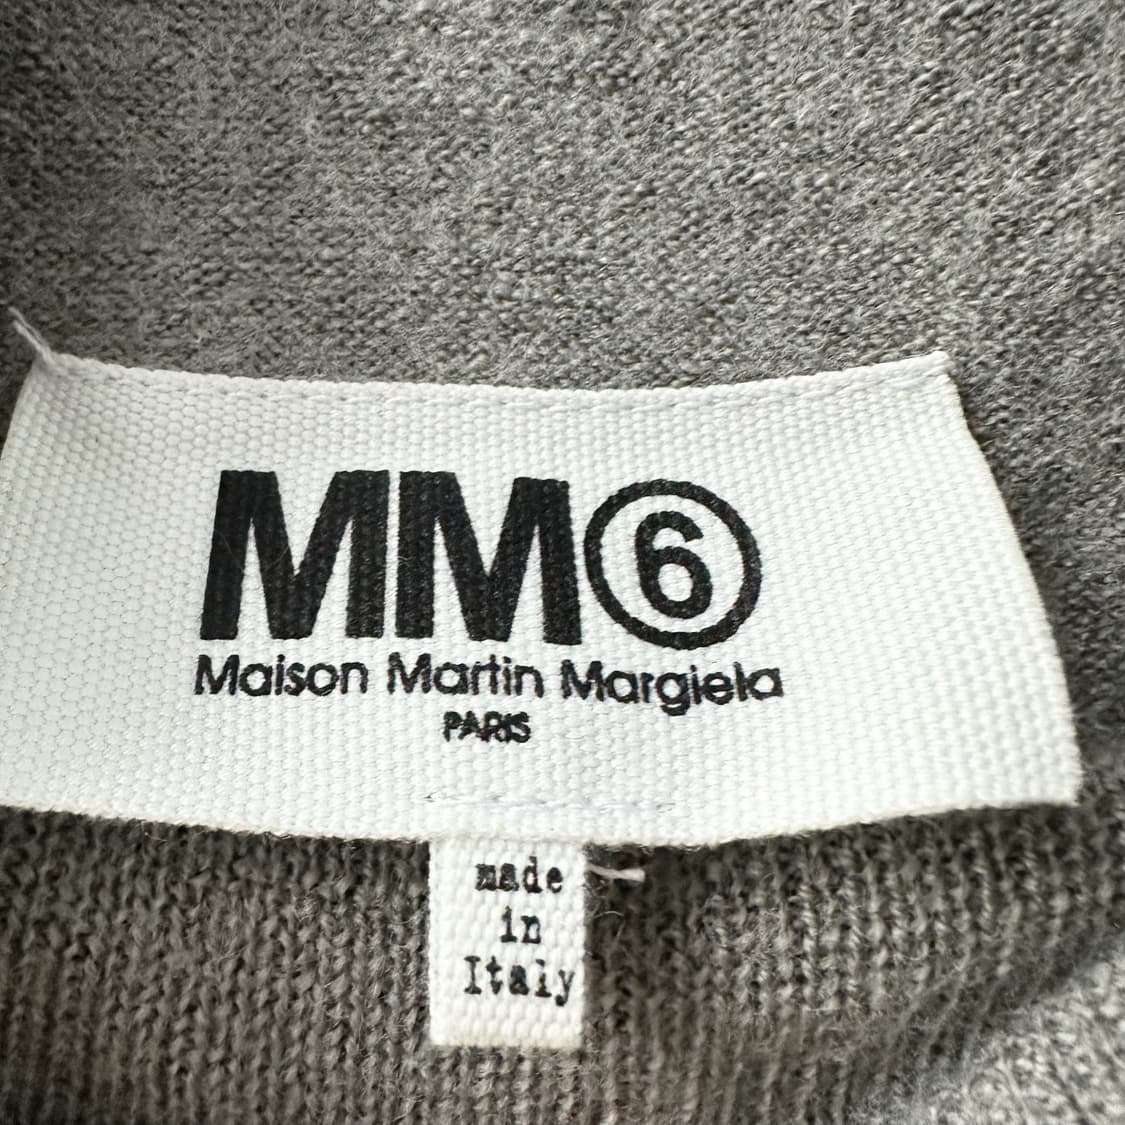 MM⑥
Maison Martin Margiela
PARIS
made
in
Italy